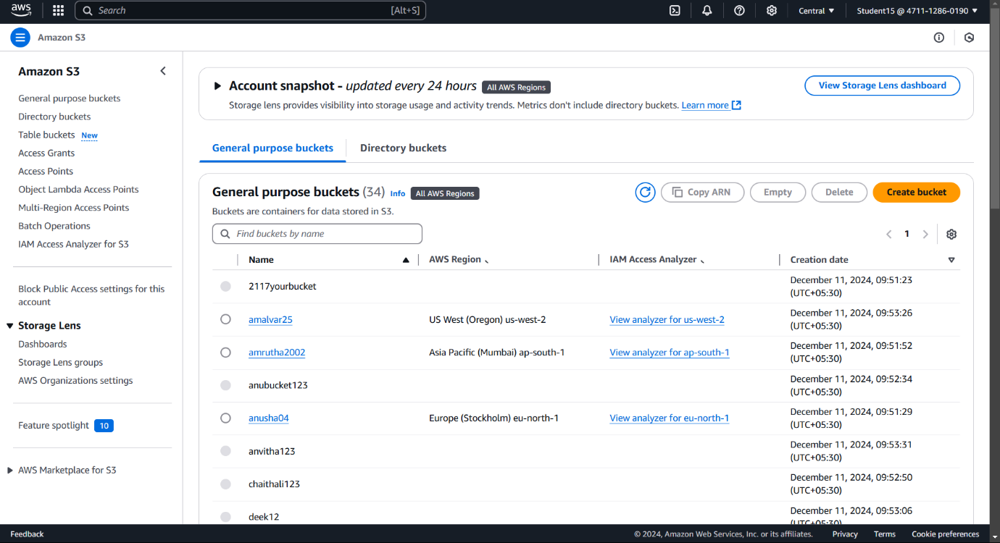 aws
Search [Alt+S]
Central
Student15 @ 4711-1286-0190
Amazon S3
Amazon S3
General purpose buckets
Directory buckets
Table buckets New
Access Grants
Access Points
Object Lambda Access Points
Multi-Region Access Points
Batch Operations
IAM Access Analyzer for S3
Block Public Access settings for this
account
Storage Lens
Dashboards
Storage Lens groups
AWS Organizations settings
Feature spotlight 10
AWS Marketplace for S3
Account snapshot - updated every 24 hours All AWS Regions
View Storage Lens dashboard
Storage lens provides visibility into storage usage and activity trends. Metrics don't include directory buckets. Learn more
General purpose buckets Directory buckets
General purpose buckets (34) Info All AWS Regions
Copy ARN Empty Delete Create bucket
Buckets are containers for data stored in S3.
Find buckets by name
1
Name AWS Region IAM Access Analyzer Creation date
2117yourbucket December 11, 2024, 09:51:23
(UTC+05:30)
amalvar25 US West (Oregon) us-west-2 View analyzer for us-west-2 December 11, 2024, 09:53:26
(UTC+05:30)
amrutha2002 Asia Pacific (Mumbai) ap-south-1 View analyzer for ap-south-1 December 11, 2024, 09:51:52
(UTC+05:30)
anubucket123 December 11, 2024, 09:52:34
(UTC+05:30)
anusha04 Europe (Stockholm) eu-north-1 View analyzer for eu-north-1 December 11, 2024, 09:51:29
(UTC+05:30)
anvitha123 December 11, 2024, 09:53:31
(UTC+05:30)
chaithali123 December 11, 2024, 09:52:50
(UTC+05:30)
deek12 December 11, 2024, 09:53:06
(UTC+05:30)
Feedback
© 2024, Amazon Web Services, Inc. or its affiliates. Privacy Terms Cookie preferences